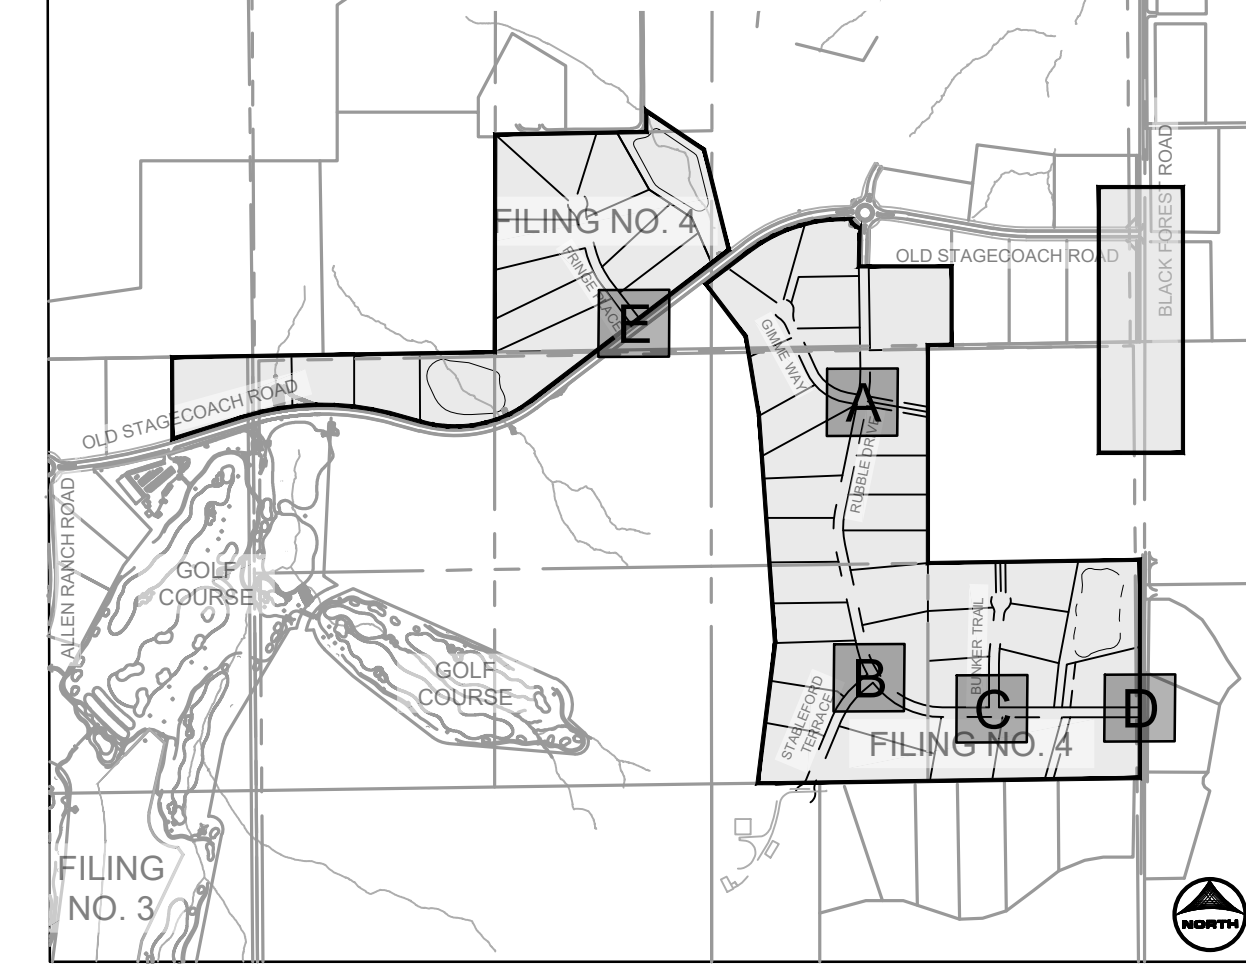 BLACK FOREST ROAD
FILING NO. 4
OLD STAGECOACH ROAD
FRINGE PLACE
E
GIMME WAY
A
OLD STAGECOACH ROAD
RUBBLE DRIVE
ALLEN RANCH ROAD
GOLF
COURSE
BUNKER TRAIL
GOLF
COURSE
B
C
D
STABLEFORD
TERRACE
FILING NO. 4
FILING
NO. 3
NORTH